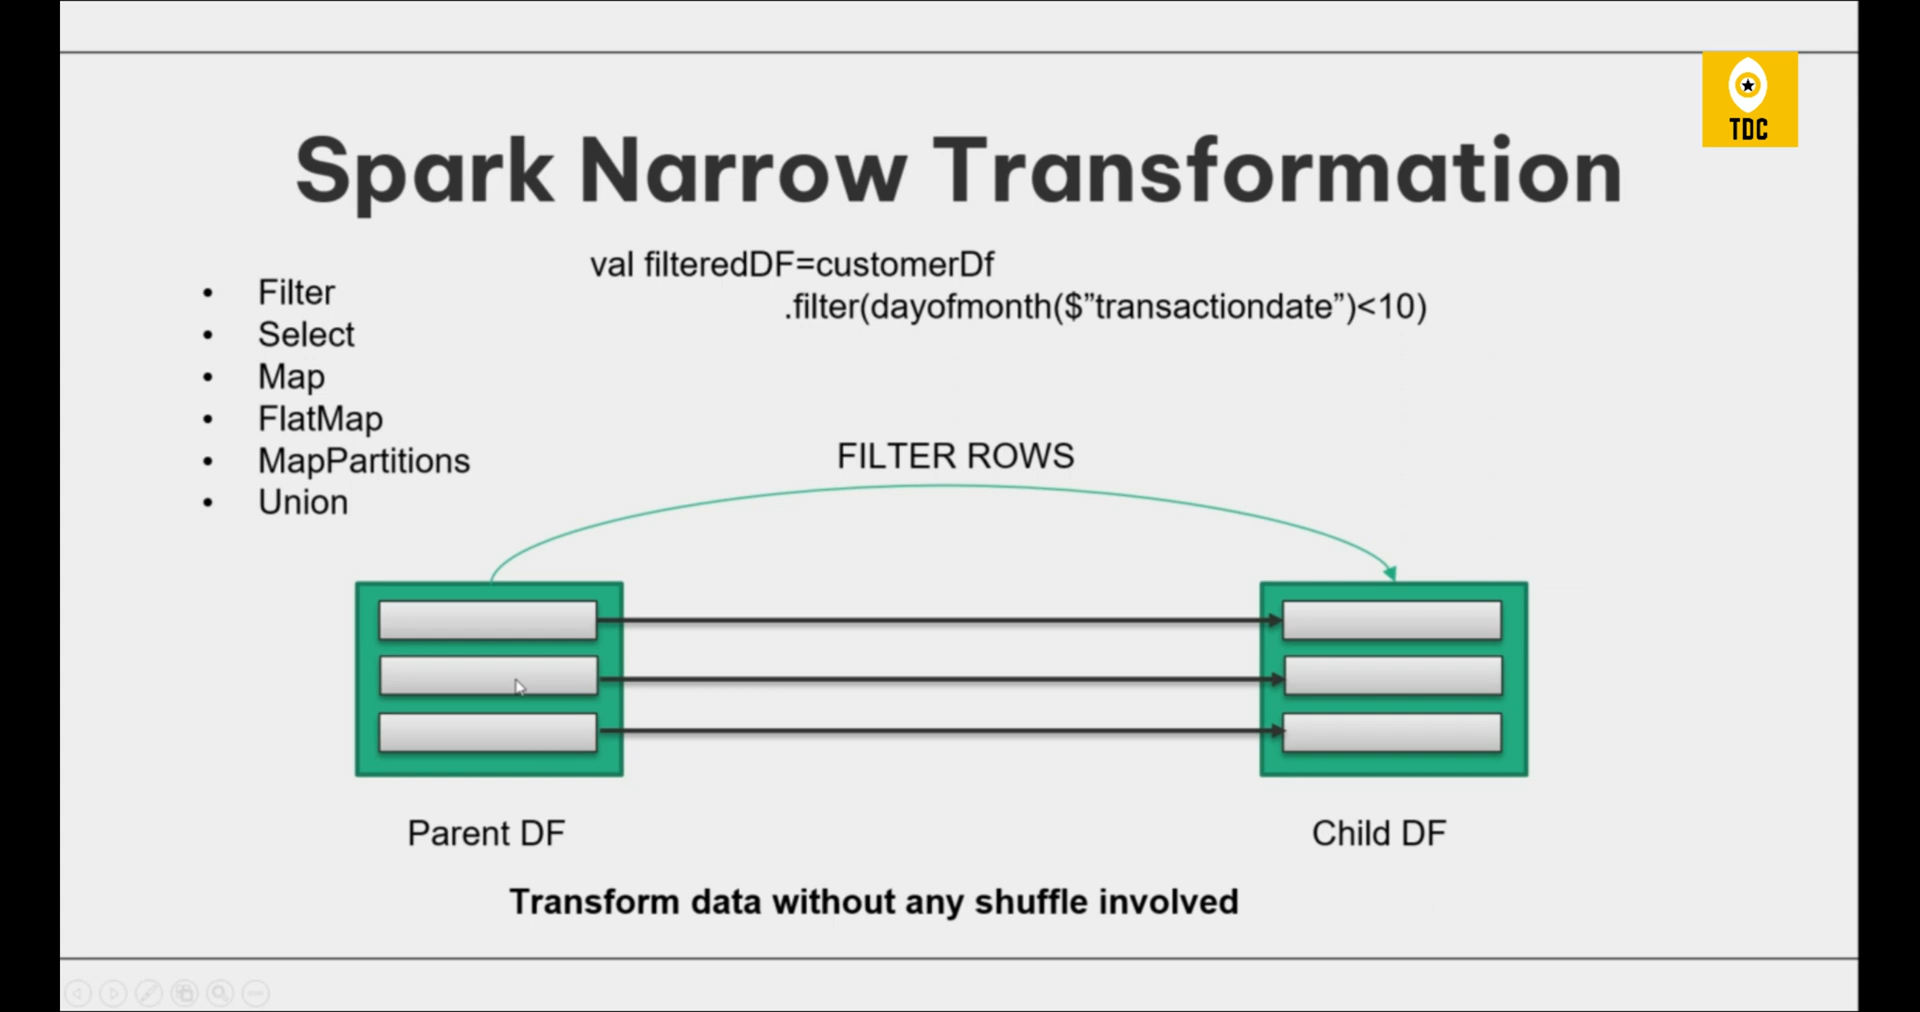 TDC
Spark Narrow Transformation
val filteredDF=customerDf
.filter(dayofmonth($”transactiondate”)<10)
• Filter
• Select
• Map
• FlatMap
• MapPartitions
• Union
FILTER ROWS
Parent DF
Child DF
Transform data without any shuffle involved